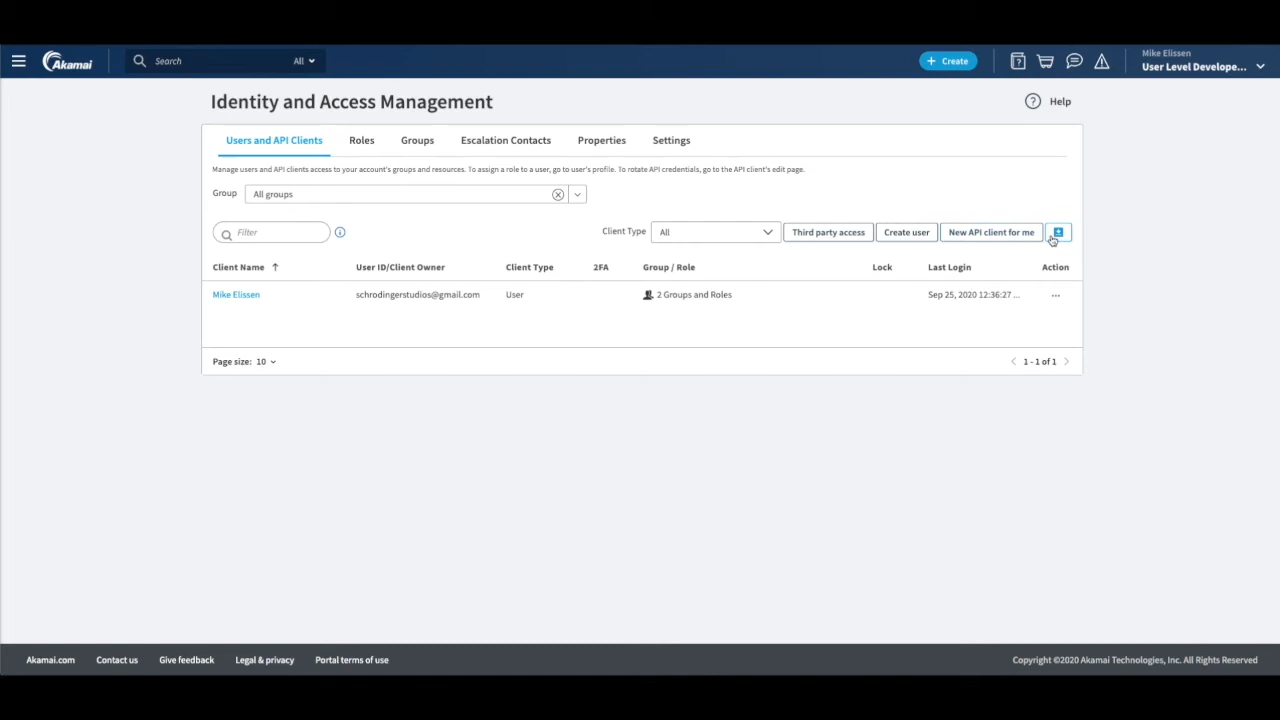 Akamai
Search
All
+ Create
Mike Elissen
User Level Develope...
Identity and Access Management
? Help
Users and API Clients
Roles
Groups
Escalation Contacts
Properties
Settings
Manage users and API clients access to your account's groups and resources. To assign a role to a user, go to user's profile. To rotate API credentials, go to the API client's edit page.
Group
All groups
Filter
Client Type
All
Third party access
Create user
New API client for me
Client Name
User ID/Client Owner
Client Type
2FA
Group / Role
Lock
Last Login
Action
Mike Elissen
schrodingerstudios@gmail.com
User
2 Groups and Roles
Sep 25, 2020 12:36:27 ...
...
Page size: 10
1 - 1 of 1
Akamai.com
Contact us
Give feedback
Legal & privacy
Portal terms of use
Copyright ©2020 Akamai Technologies, Inc. All Rights Reserved